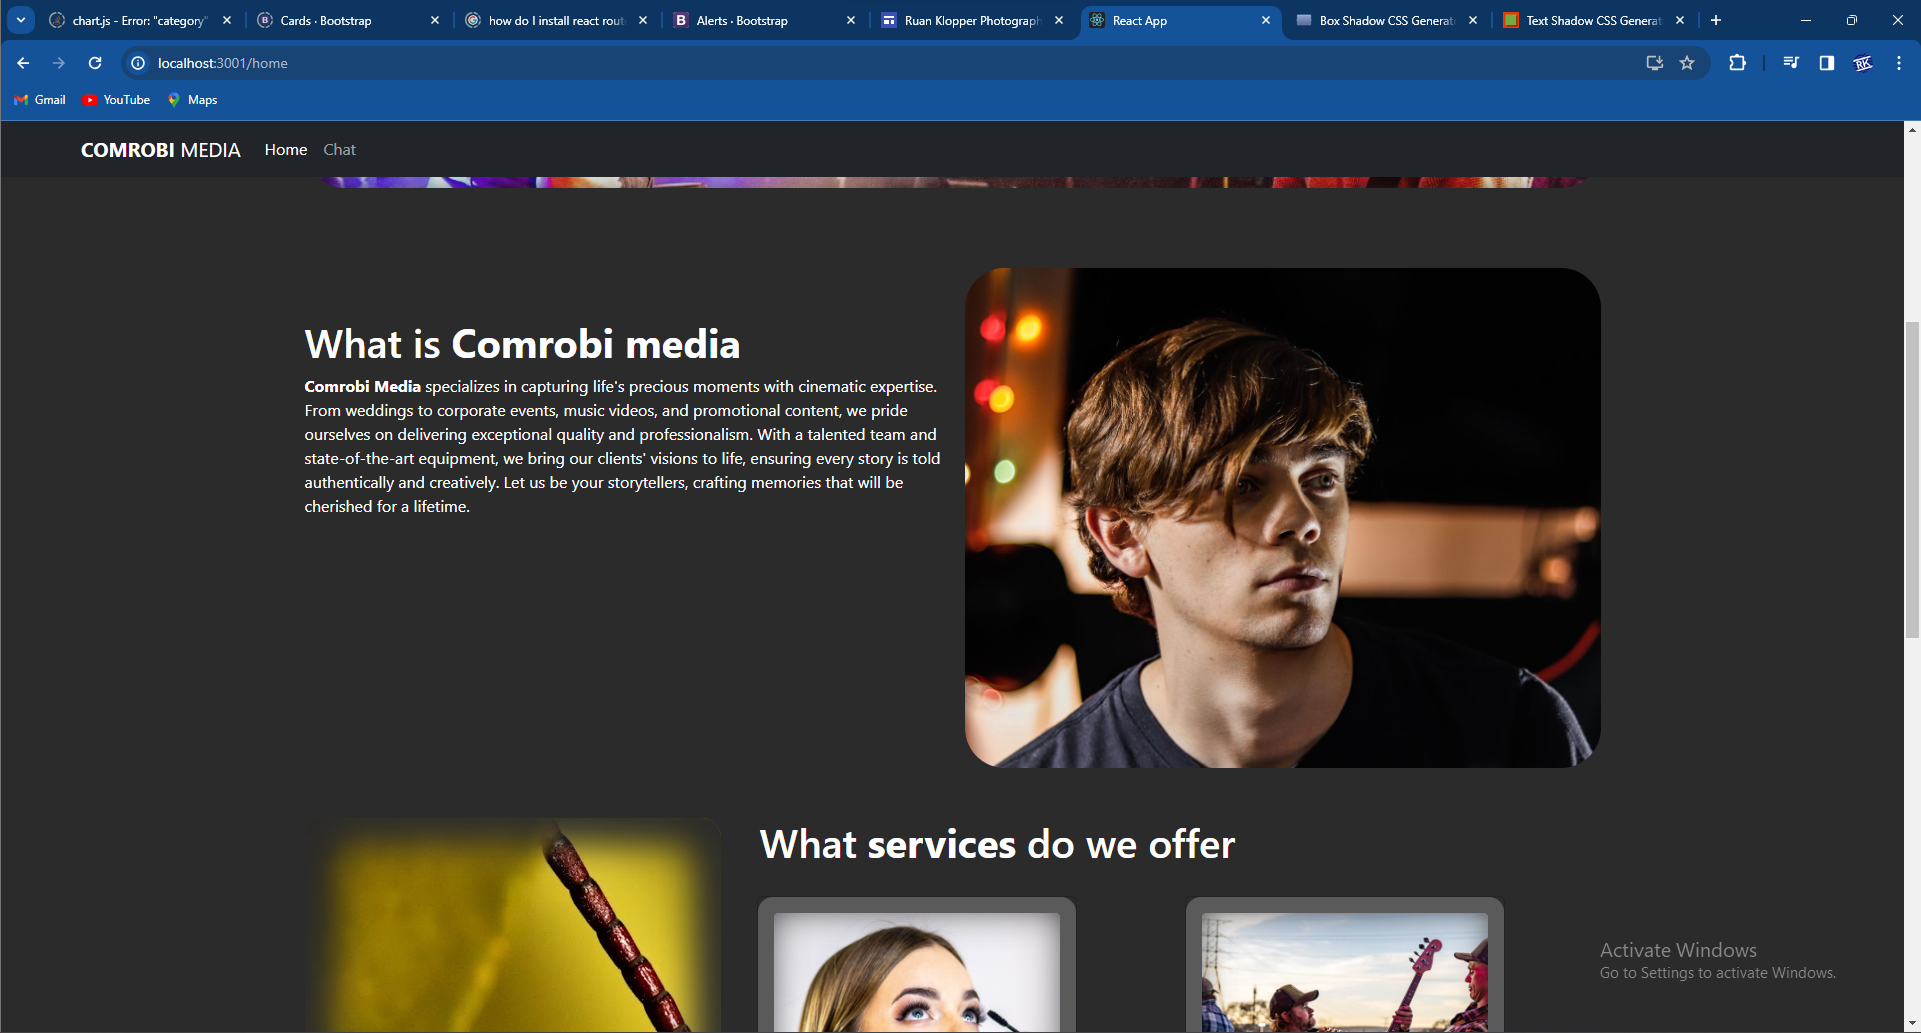 chart.js - Error: "category"
Cards · Bootstrap
how do I install react rout
Alerts · Bootstrap
Ruan Klopper Photograph
React App
Box Shadow CSS Generat
Text Shadow CSS Generat
localhost:3001/home
RK
Gmail
YouTube
Maps
COMROBI MEDIA
Home
Chat
What is Comrobi media
Comrobi Media specializes in capturing life's precious moments with cinematic expertise.
From weddings to corporate events, music videos, and promotional content, we pride
ourselves on delivering exceptional quality and professionalism. With a talented team and
state-of-the-art equipment, we bring our clients' visions to life, ensuring every story is told
authentically and creatively. Let us be your storytellers, crafting memories that will be
cherished for a lifetime.
What services do we offer
Activate Windows
Go to Settings to activate Windows.